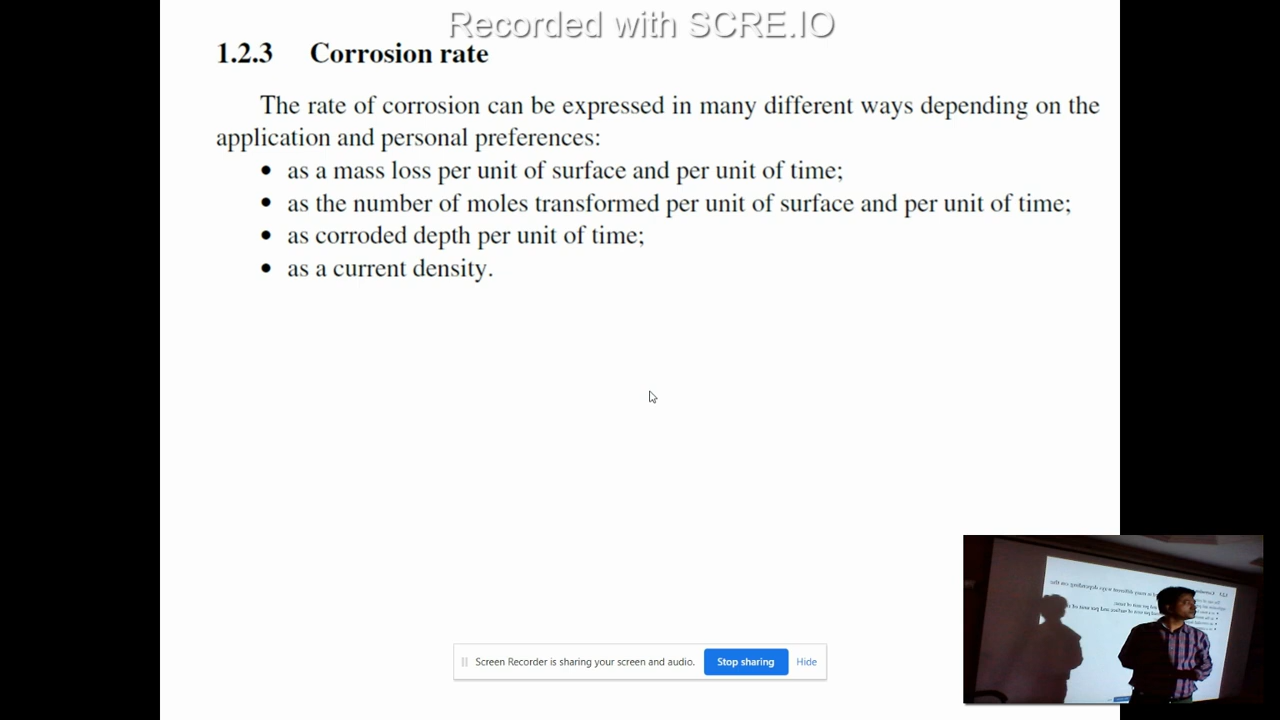 Recorded with SCRE.IO
1.2.3 Corrosion rate
The rate of corrosion can be expressed in many different ways depending on the
application and personal preferences:
• as a mass loss per unit of surface and per unit of time;
• as the number of moles transformed per unit of surface and per unit of time;
• as corroded depth per unit of time;
• as a current density.
Screen Recorder is sharing your screen and audio.
Stop sharing
Hide